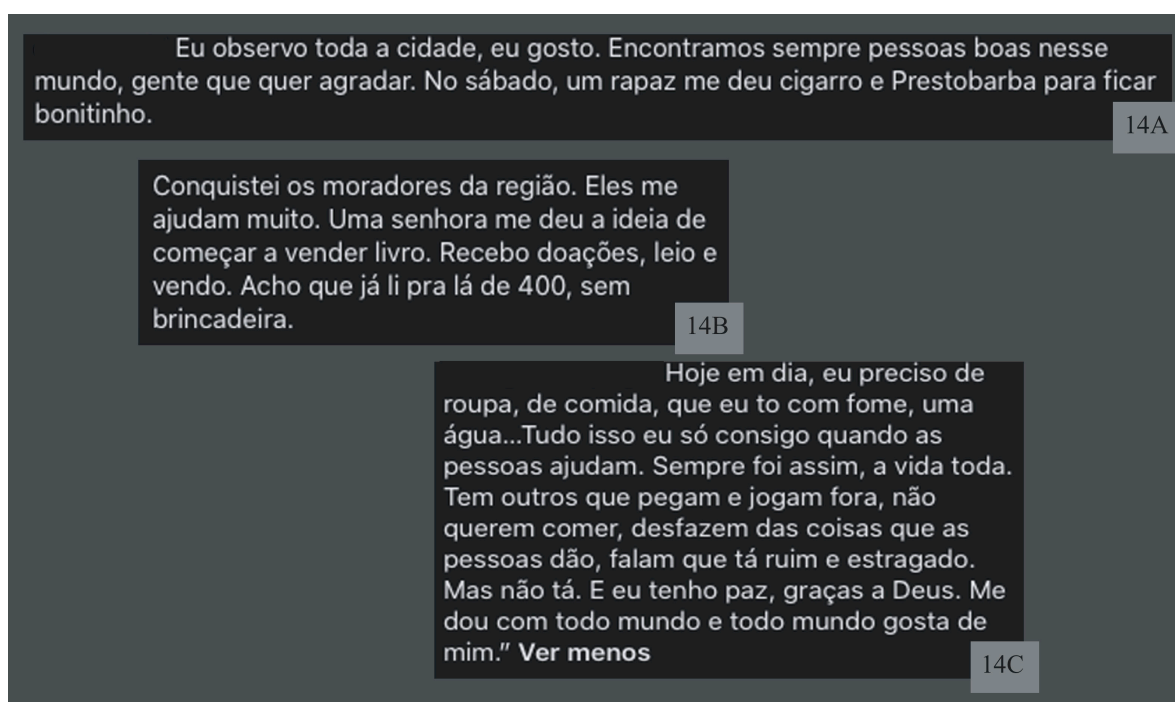 Eu observo toda a cidade, eu gosto. Encontramos sempre pessoas boas nesse
mundo, gente que quer agradar. No sábado, um rapaz me deu cigarro e Prestobarba para ficar
bonitinho.
14A
Conquistei os moradores da região. Eles me
ajudam muito. Uma senhora me deu a ideia de
começar a vender livro. Recebo doações, leio e
vendo. Acho que já li pra lá de 400, sem
brincadeira.
14B
Hoje em dia, eu preciso de
roupa, de comida, que eu to com fome, uma
água...Tudo isso eu só consigo quando as
pessoas ajudam. Sempre foi assim, a vida toda.
Tem outros que pegam e jogam fora, não
querem comer, desfazem das coisas que as
pessoas dão, falam que tá ruim e estragado.
Mas não tá. E eu tenho paz, graças a Deus. Me
dou com todo mundo e todo mundo gosta de
mim.” Ver menos
14C